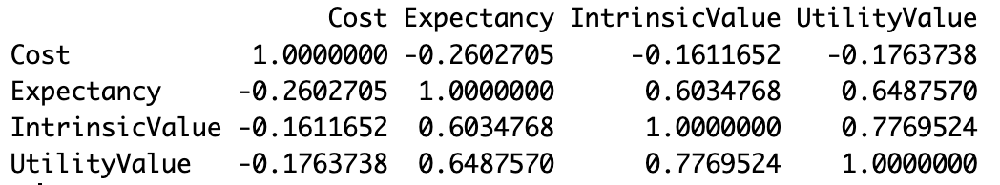 Cost Expectancy IntrinsicValue UtilityValue
Cost 1.0000000 -0.2602705 -0.1611652 -0.1763738
Expectancy -0.2602705 1.0000000 0.6034768 0.6487570
IntrinsicValue -0.1611652 0.6034768 1.0000000 0.7769524
UtilityValue -0.1763738 0.6487570 0.7769524 1.0000000